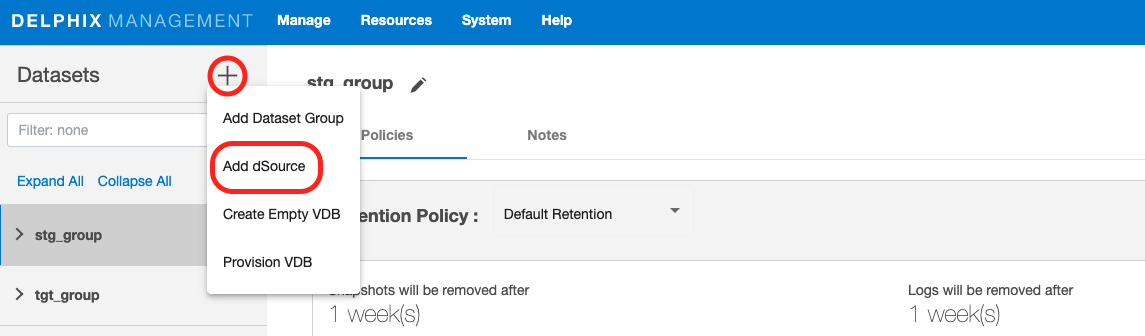 DELPHIX MANAGEMENT Manage Resources System Help
Datasets
stg_group
Filter: none
Add Dataset Group
Add dSource
Create Empty VDB
Provision VDB
Policies Notes
Expand All Collapse All
stg_group
tgt_group
Policy : Default Retention
Snapshots will be removed after
1 week(s)
Logs will be removed after
1 week(s)